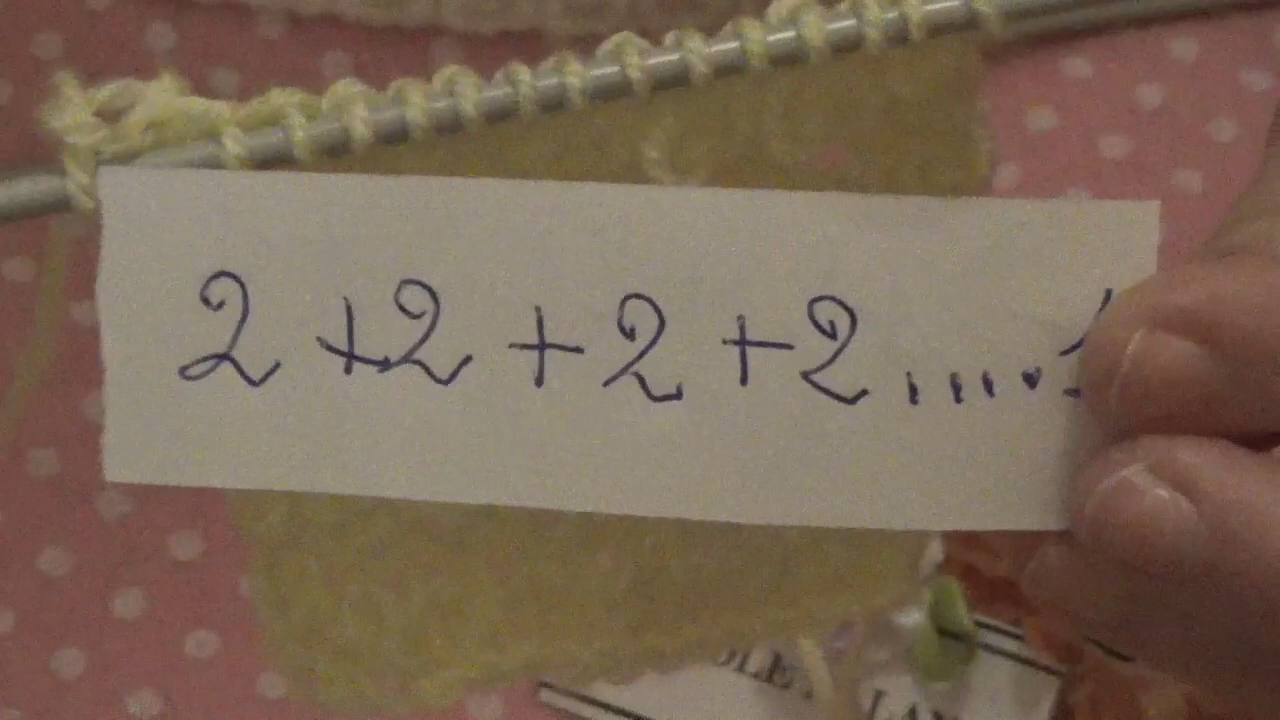 2 + 2 + 2 + 2 .....